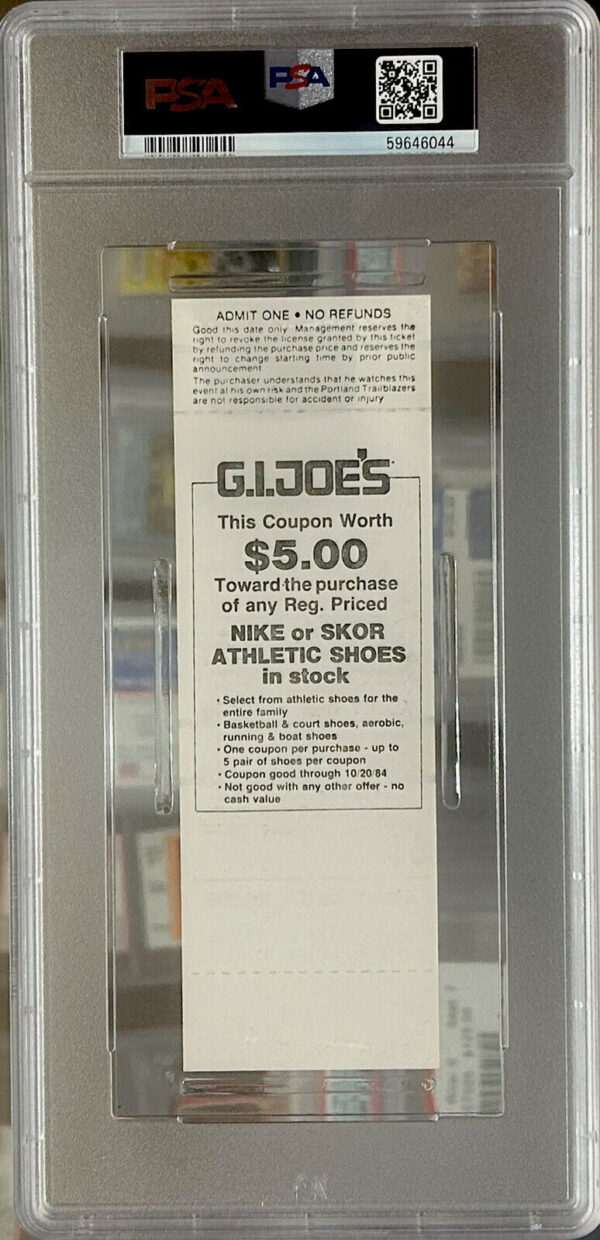 PSA
PSA
59646044
ADMIT ONE • NO REFUNDS
Good this date only. Management reserves the
right to revoke the license granted by this ticket
by refunding the purchase price and reserves the
right to change starting time by prior public
announcement
The purchaser understands that he watches this
event at his own risk and the Portland Trailblazers
are not responsible for accident or injury
G.I.JOE'S
This Coupon Worth
$5.00
Toward the purchase
of any Reg. Priced
NIKE or SKOR
ATHLETIC SHOES
in stock
• Select from athletic shoes for the
entire family
• Basketball & court shoes, aerobic,
running & boat shoes
• One coupon per purchase - up to
5 pair of shoes per coupon
• Coupon good through 10/20/84
• Not good with any other offer - no
cash value
PSA